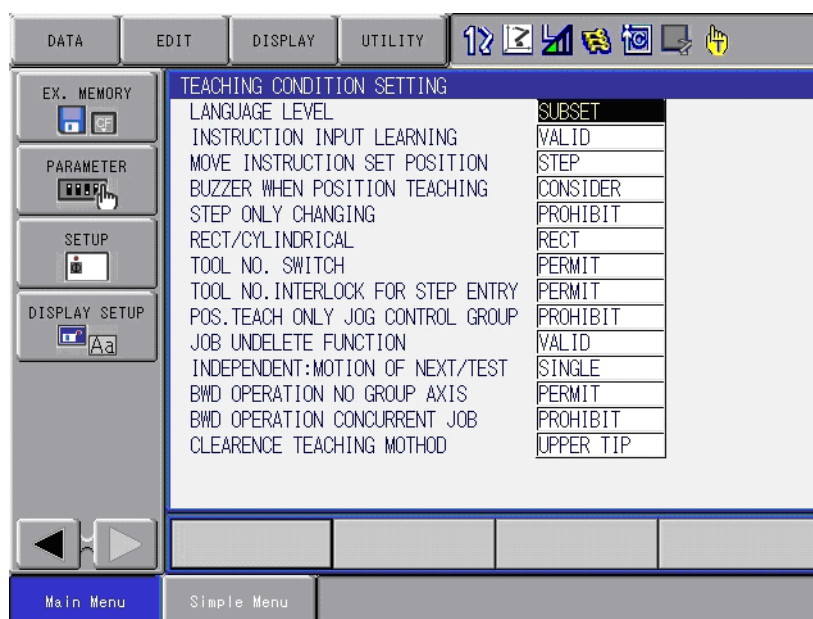 DATA EDIT DISPLAY UTILITY
EX. MEMORY
CF
PARAMETER
SETUP
DISPLAY SETUP
Aa
TEACHING CONDITION SETTING
LANGUAGE LEVEL SUBSET
INSTRUCTION INPUT LEARNING VALID
MOVE INSTRUCTION SET POSITION STEP
BUZZER WHEN POSITION TEACHING CONSIDER
STEP ONLY CHANGING PROHIBIT
RECT/CYLINDRICAL RECT
TOOL NO. SWITCH PERMIT
TOOL NO.INTERLOCK FOR STEP ENTRY PERMIT
POS.TEACH ONLY JOG CONTROL GROUP PROHIBIT
JOB UNDELETE FUNCTION VALID
INDEPENDENT:MOTION OF NEXT/TEST SINGLE
BWD OPERATION NO GROUP AXIS PERMIT
BWD OPERATION CONCURRENT JOB PROHIBIT
CLEARENCE TEACHING MOTHOD UPPER TIP
Main Menu Simple Menu